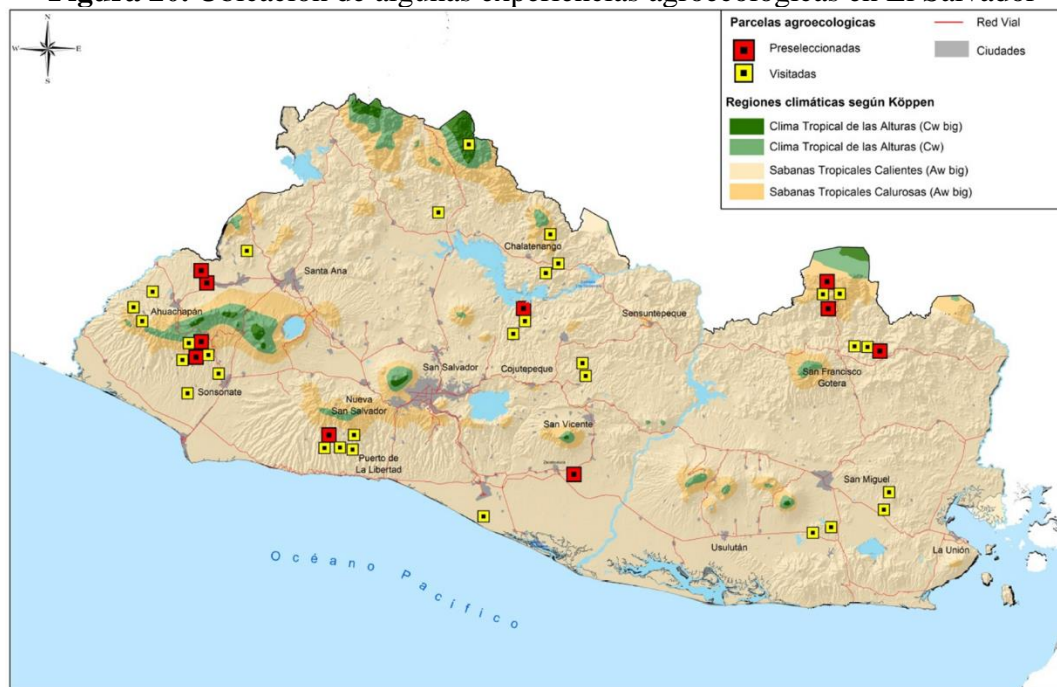 Figura 20. Ubicación de algunas experiencias agroecológicas en El Salvador
Parcelas agroecologicas
Preseleccionadas
Visitadas
Red Vial
Ciudades
Regiones climáticas según Köppen
Clima Tropical de las Alturas (Cw big)
Clima Tropical de las Alturas (Cw)
Sabanas Tropicales Calientes (Aw big)
Sabanas Tropicales Calurosas (Aw big)
N
W
E
S
Chalatenango
Santa Ana
Ahuachapán
Sensuntepeque
San Salvador
Cojutepeque
San Francisco
Gotera
Sonsonate
Nueva
San Salvador
San Vicente
Puerto de
La Libertad
San Miguel
Usulután
La Unión
Océano Pacífico